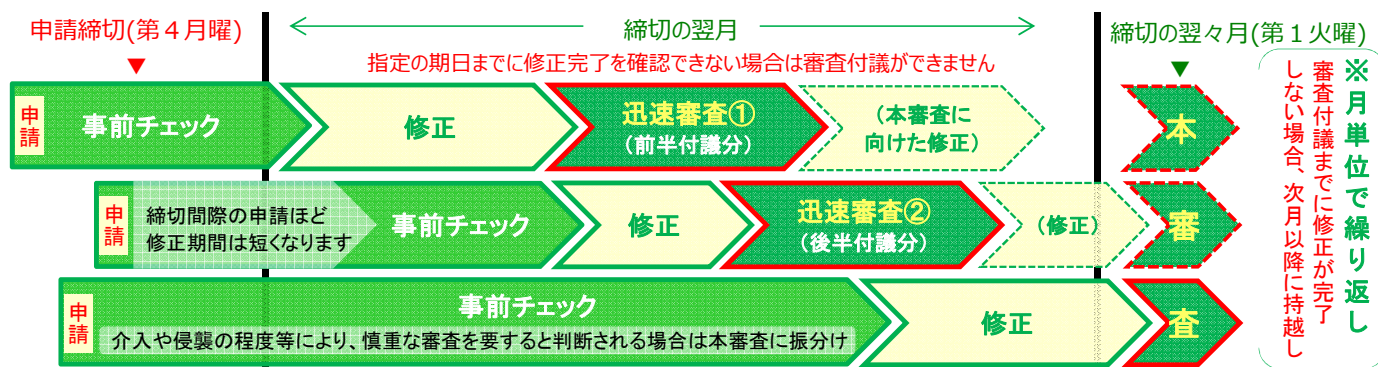 申請締切(第４月曜)
締切の翌月
締切の翌々月(第１火曜)
指定の期日までに修正完了を確認できない場合は審査付議ができません
申請
事前チェック
修正
迅速審査①
(前半付議分)
(本審査に
向けた修正)
本
申請
締切間際の申請ほど
修正期間は短くなります
事前チェック
修正
迅速審査②
(後半付議分)
(修正)
審
申請
事前チェック
介入や侵襲の程度等により、慎重な審査を要すると判断される場合は本審査に振分け
修正
査
※月単位で繰り返し
審査付議までに修正が完了
しない場合、次月以降に持越し